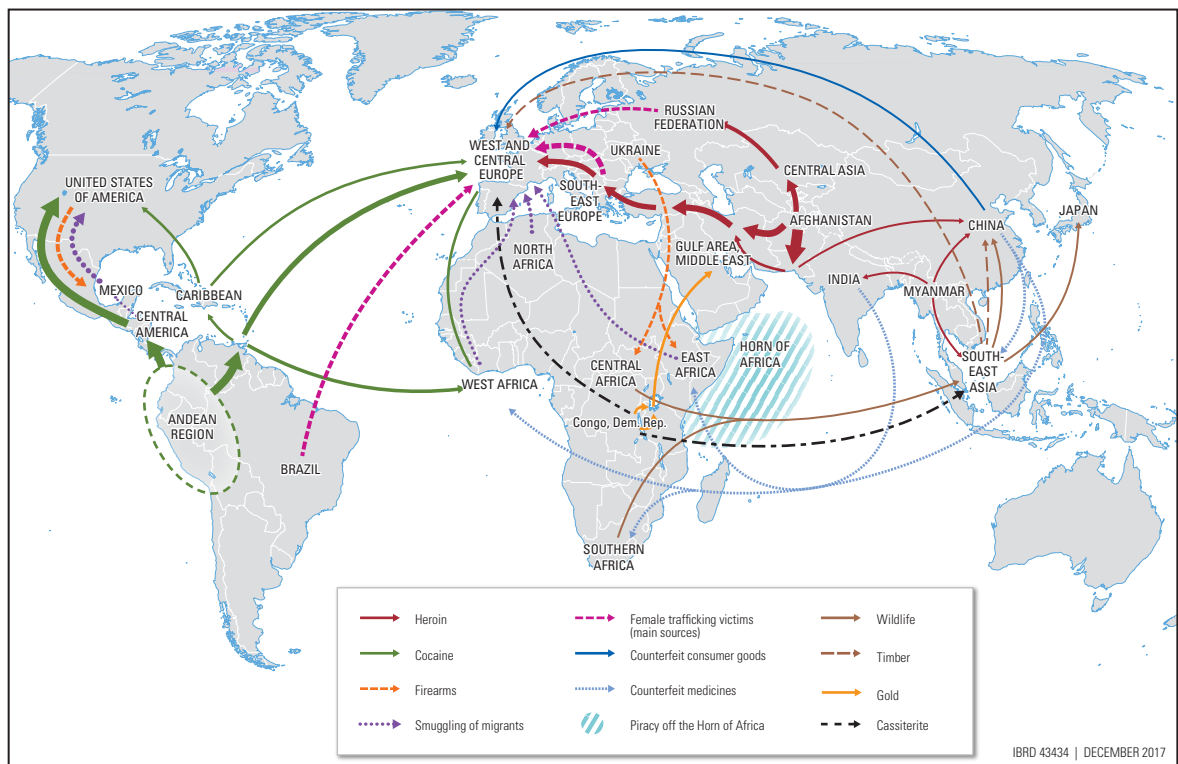 RUSSIAN
FEDERATION
WEST AND
CENTRAL
EUROPE
UKRAINE
CENTRAL ASIA
UNITED STATES
OF AMERICA
SOUTH-
EAST
EUROPE
AFGHANISTAN
JAPAN
CHINA
NORTH
AFRICA
GULF AREA,
MIDDLE EAST
INDIA
MYANMAR
MEXICO
CARIBBEAN
CENTRAL
AMERICA
HORN OF
AFRICA
CENTRAL
AFRICA
EAST
AFRICA
SOUTH-
EAST
ASIA
WEST AFRICA
ANDEAN
REGION
Congo, Dem. Rep.
BRAZIL
SOUTHERN
AFRICA
Heroin
Cocaine
Firearms
Smuggling of migrants
Female trafficking victims
(main sources)
Counterfeit consumer goods
Counterfeit medicines
Piracy off the Horn of Africa
Wildlife
Timber
Gold
Cassiterite
IBRD 43434 | DECEMBER 2017